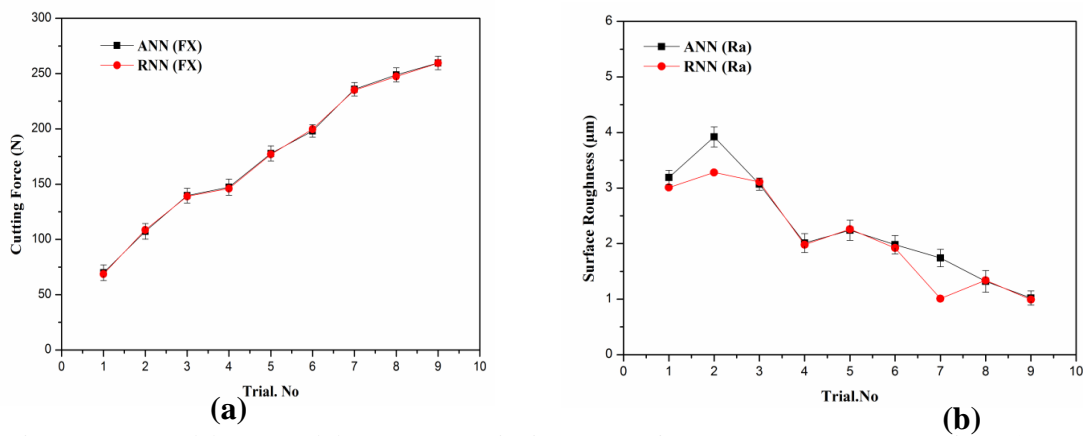 300
250
200
150
100
50
0
Cutting Force (N)
ANN (FX)
RNN (FX)
0 1 2 3 4 5 6 7 8 9 10
Trial. No
(a)
6
5
4
3
2
1
0
Surface Roughness (µm)
ANN (Ra)
RNN (Ra)
0 1 2 3 4 5 6 7 8 9 10
Trial.No
(b)